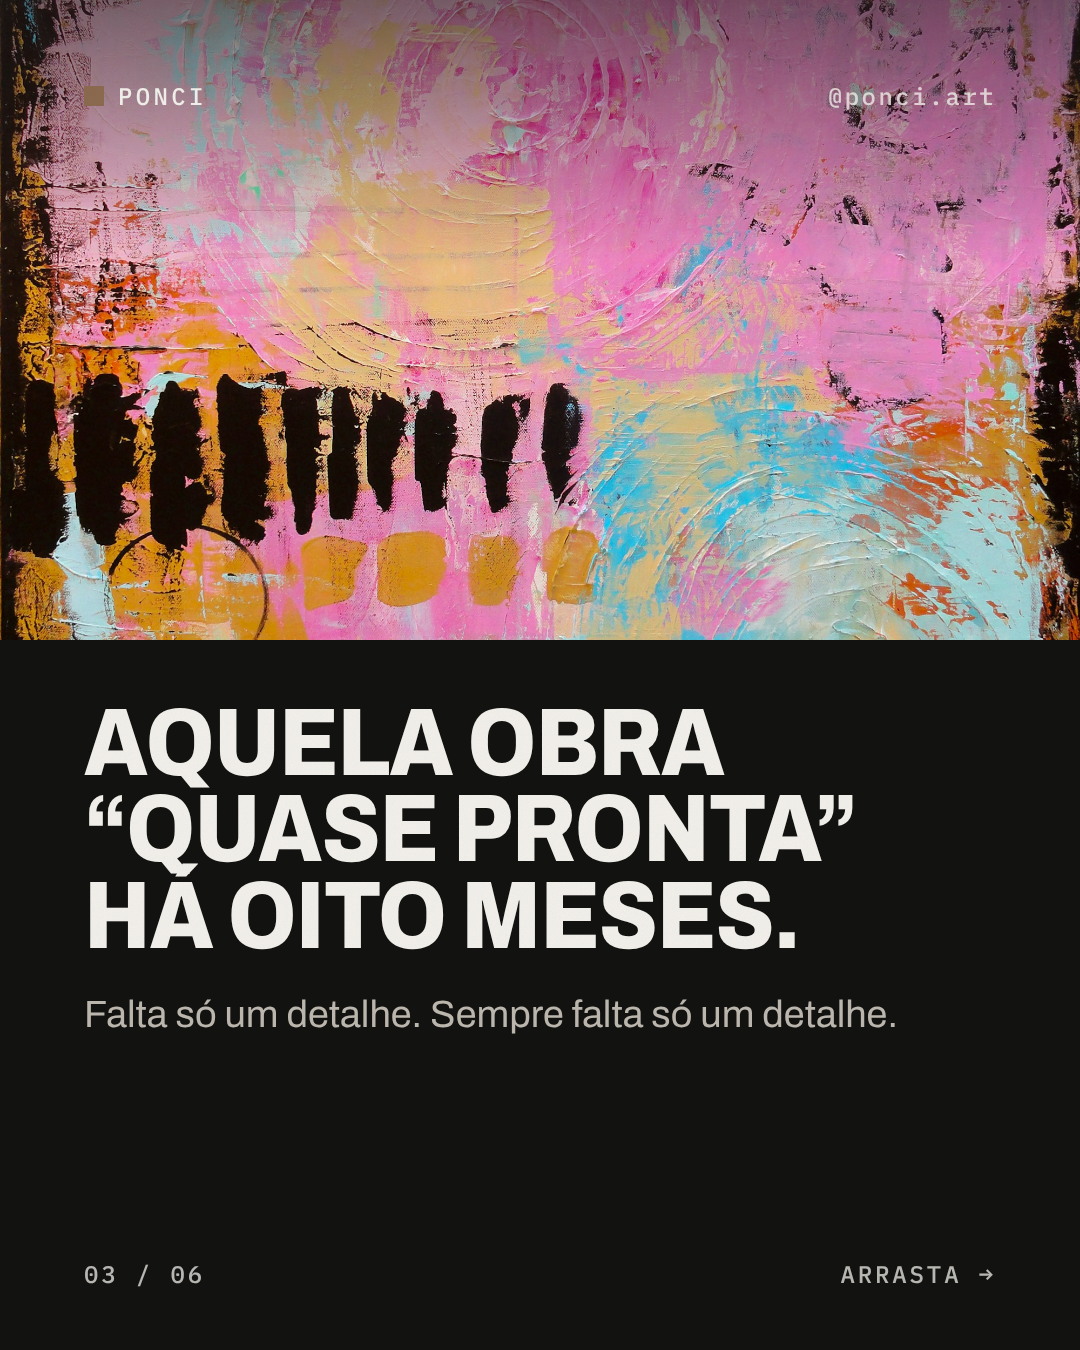 PONCI
@ponci.art
AQUELA OBRA
“QUASE PRONTA”
HÁ OITO MESES.
Falta só um detalhe. Sempre falta só um detalhe.
03 / 06
ARRASTA →